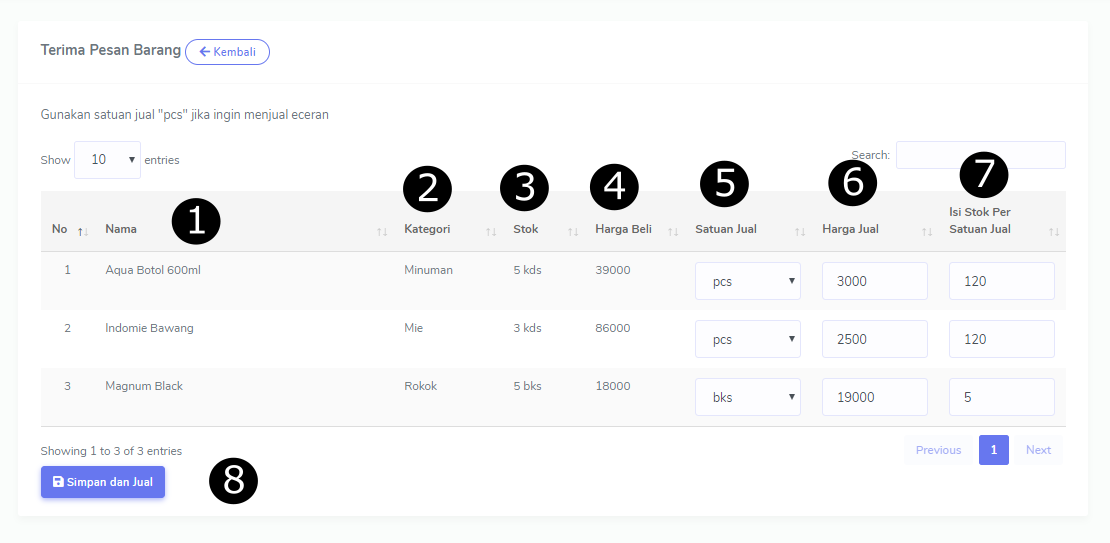 Terima Pesan Barang Kembali
Gunakan satuan jual "pcs" jika ingin menjual eceran
Show 10 entries Search:
1 2 3 4 5 6 7
No Nama Kategori Stok Harga Beli Satuan Jual Harga Jual Isi Stok Per Satuan Jual
1 Aqua Botol 600ml Minuman 5 kds 39000 pcs 3000 120
2 Indomie Bawang Mie 3 kds 86000 pcs 2500 120
3 Magnum Black Rokok 5 bks 18000 bks 19000 5
Showing 1 to 3 of 3 entries Previous 1 Next
Simpan dan Jual 8